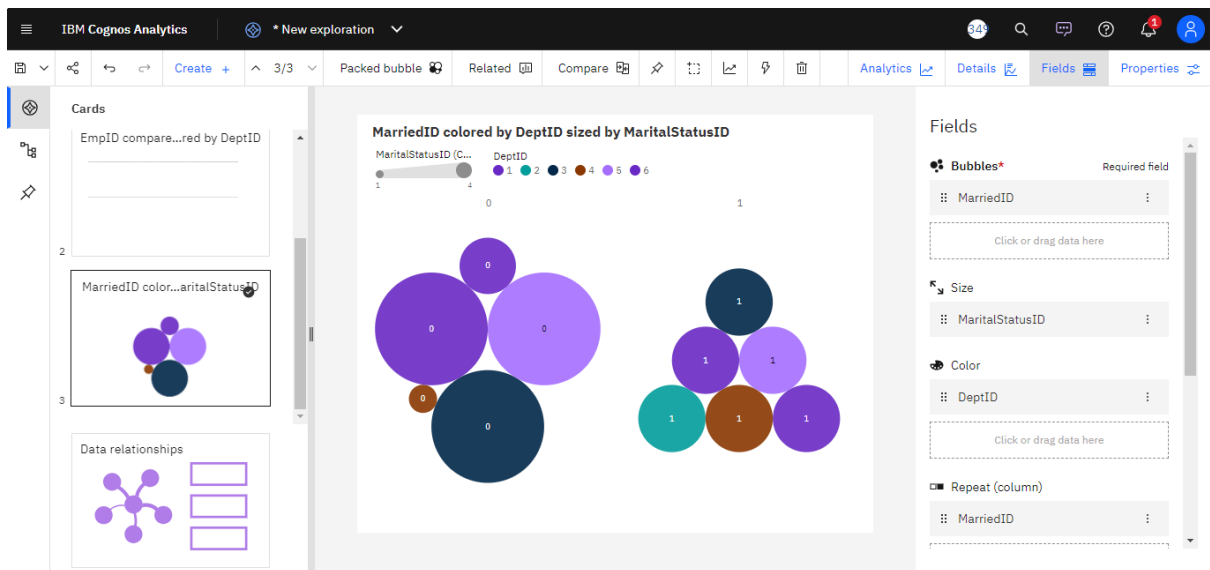 IBM Cognos Analytics
* New exploration
349
1
Create +
3/3
Packed bubble
Related
Compare
Analytics
Details
Fields
Properties
Cards
EmpID compare...red by DeptID
2
MarriedID color...aritalStatusID
3
Data relationships
MarriedID colored by DeptID sized by MaritalStatusID
MaritalStatusID (C...
1 4
DeptID
1 2 3 4 5 6
0 1
0
0 0
0
0
1
1 1
1 1 1
Fields
Bubbles* Required field
MarriedID
Click or drag data here
Size
MaritalStatusID
Color
DeptID
Click or drag data here
Repeat (column)
MarriedID